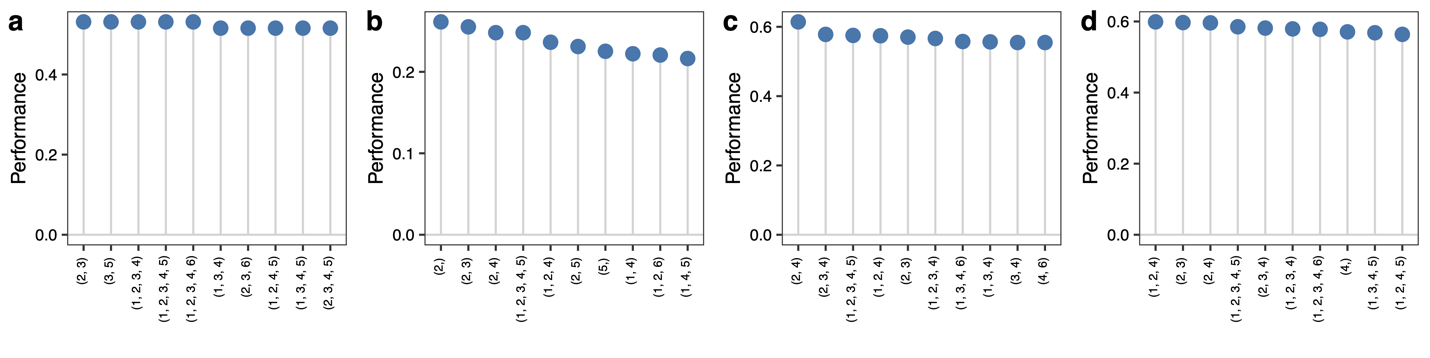 a
Performance
0.4
0.2
0.0
(2, 3)
(3, 5)
(1, 2, 3, 4)
(1, 2, 3, 4, 5)
(1, 2, 3, 4, 6)
(1, 3, 4)
(2, 3, 6)
(1, 2, 4, 5)
(1, 3, 4, 5)
(2, 3, 4, 5)
b
Performance
0.2
0.1
0.0
(2,)
(2, 3)
(2, 4)
(1, 2, 3, 4, 5)
(1, 2, 4)
(2, 5)
(5,)
(1, 4)
(1, 2, 6)
(1, 4, 5)
c
Performance
0.6
0.4
0.2
0.0
(2, 4)
(2, 3, 4)
(1, 2, 3, 4, 5)
(1, 2, 4)
(2, 3)
(1, 2, 3, 4)
(1, 3, 4, 6)
(1, 3, 4)
(3, 4)
(4, 6)
d
Performance
0.6
0.4
0.2
0.0
(1, 2, 4)
(2, 3)
(2, 4)
(1, 2, 3, 4, 5)
(2, 3, 4)
(1, 2, 3, 4)
(1, 2, 3, 4, 6)
(4,)
(1, 3, 4, 5)
(1, 2, 4, 5)